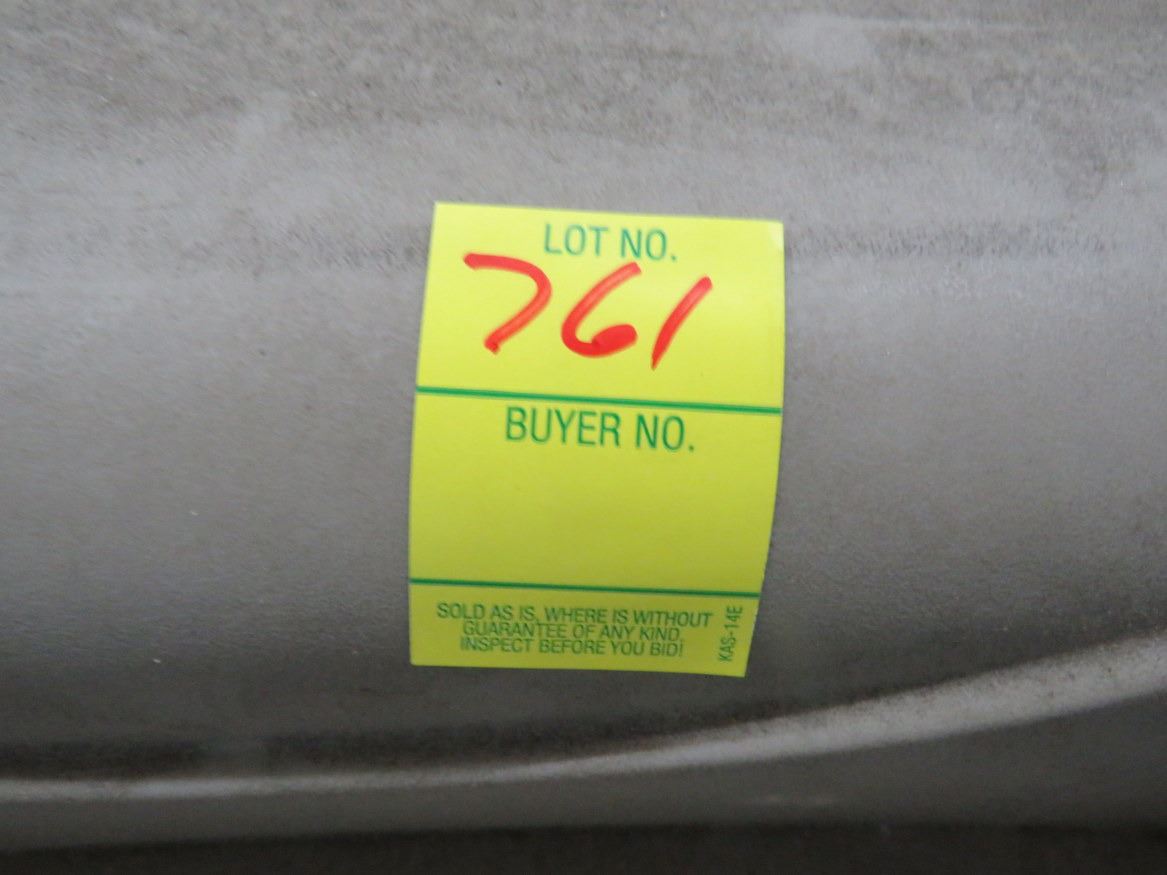 LOT NO.
761
BUYER NO.
SOLD AS IS, WHERE IS WITHOUT
GUARANTEE OF ANY KIND.
INSPECT BEFORE YOU BID!
KAS-14E